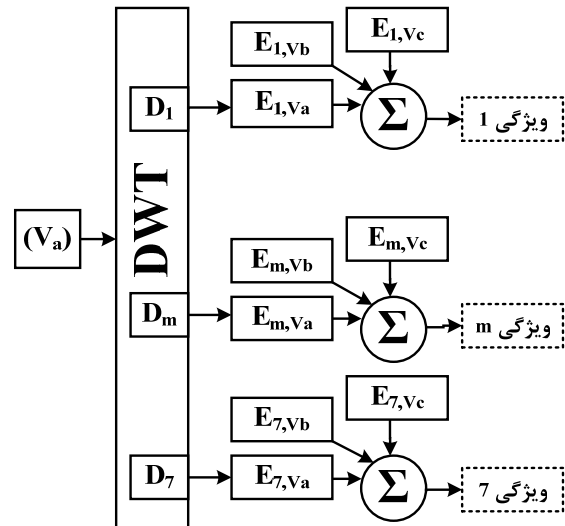 E1,Vb
E1,Vc
D1
E1,Va
Σ
ویژگی 1
(Va)
DWT
Em,Vb
Em,Vc
Dm
Em,Va
Σ
ویژگی m
E7,Vb
E7,Vc
D7
E7,Va
Σ
ویژگی 7